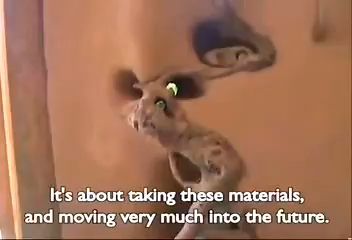 It's about taking these materials,
and moving very much into the future.